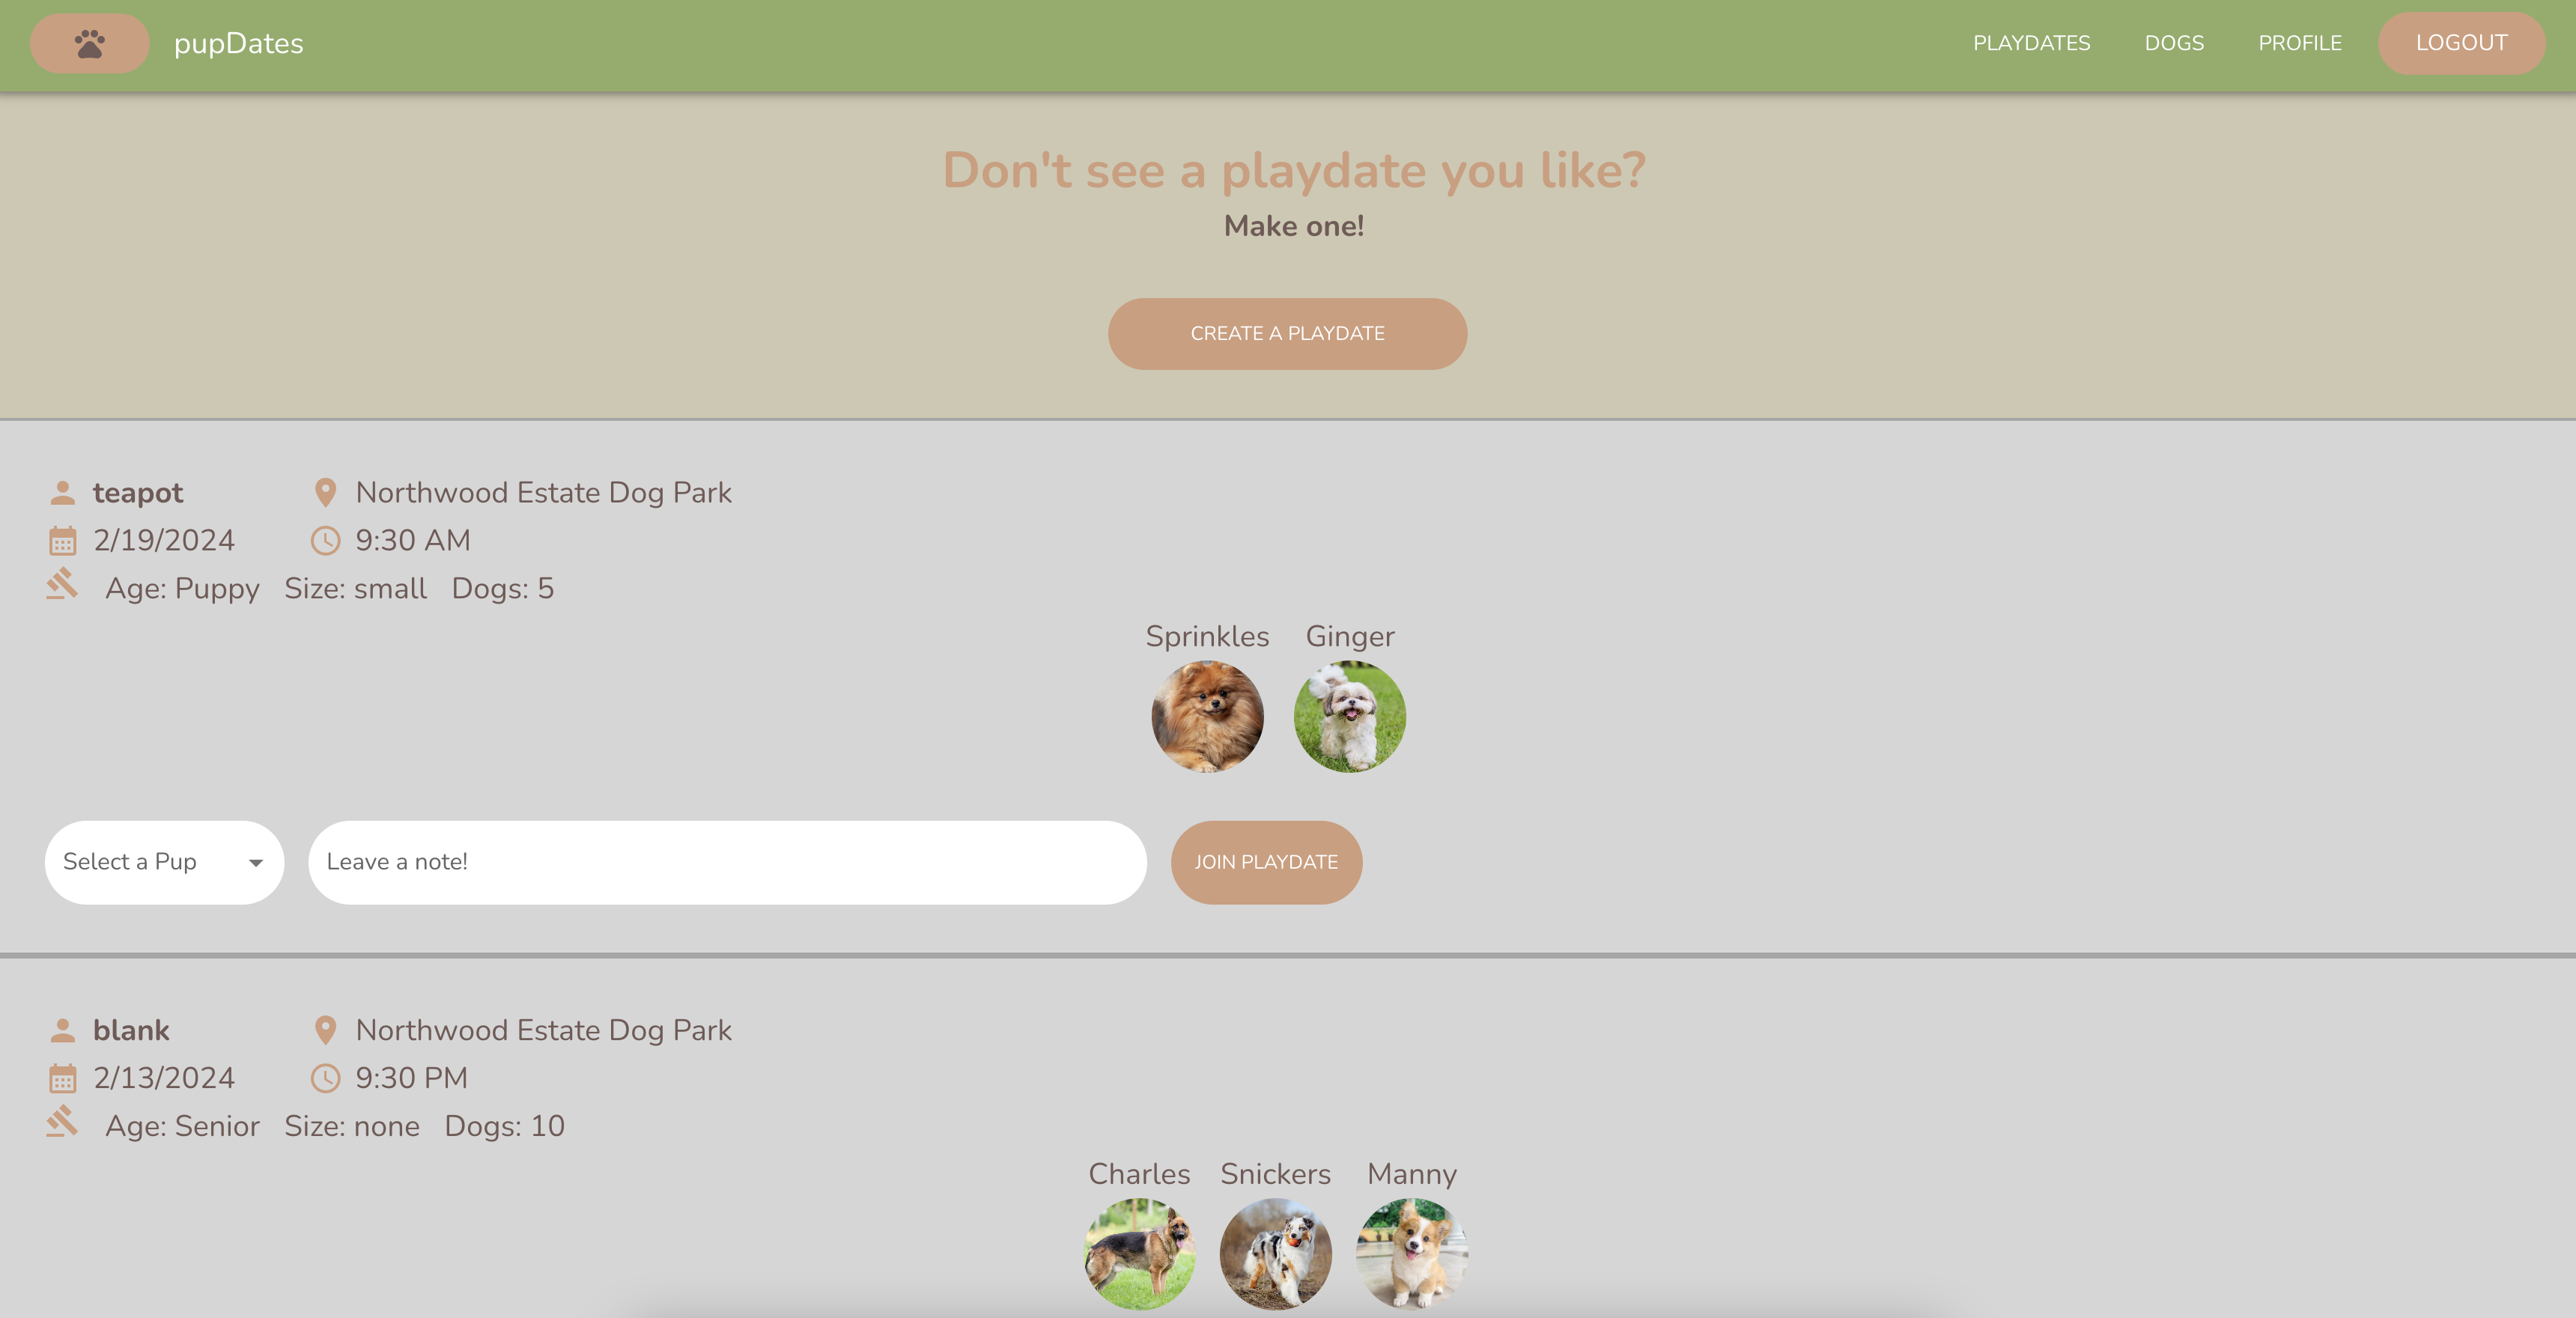 pupDates PLAYDATES DOGS PROFILE LOGOUT
Don't see a playdate you like?
Make one!
CREATE A PLAYDATE
teapot Northwood Estate Dog Park
2/19/2024 9:30 AM
Age: Puppy Size: small Dogs: 5
Sprinkles Ginger
Select a Pup Leave a note! JOIN PLAYDATE
blank Northwood Estate Dog Park
2/13/2024 9:30 PM
Age: Senior Size: none Dogs: 10
Charles Snickers Manny